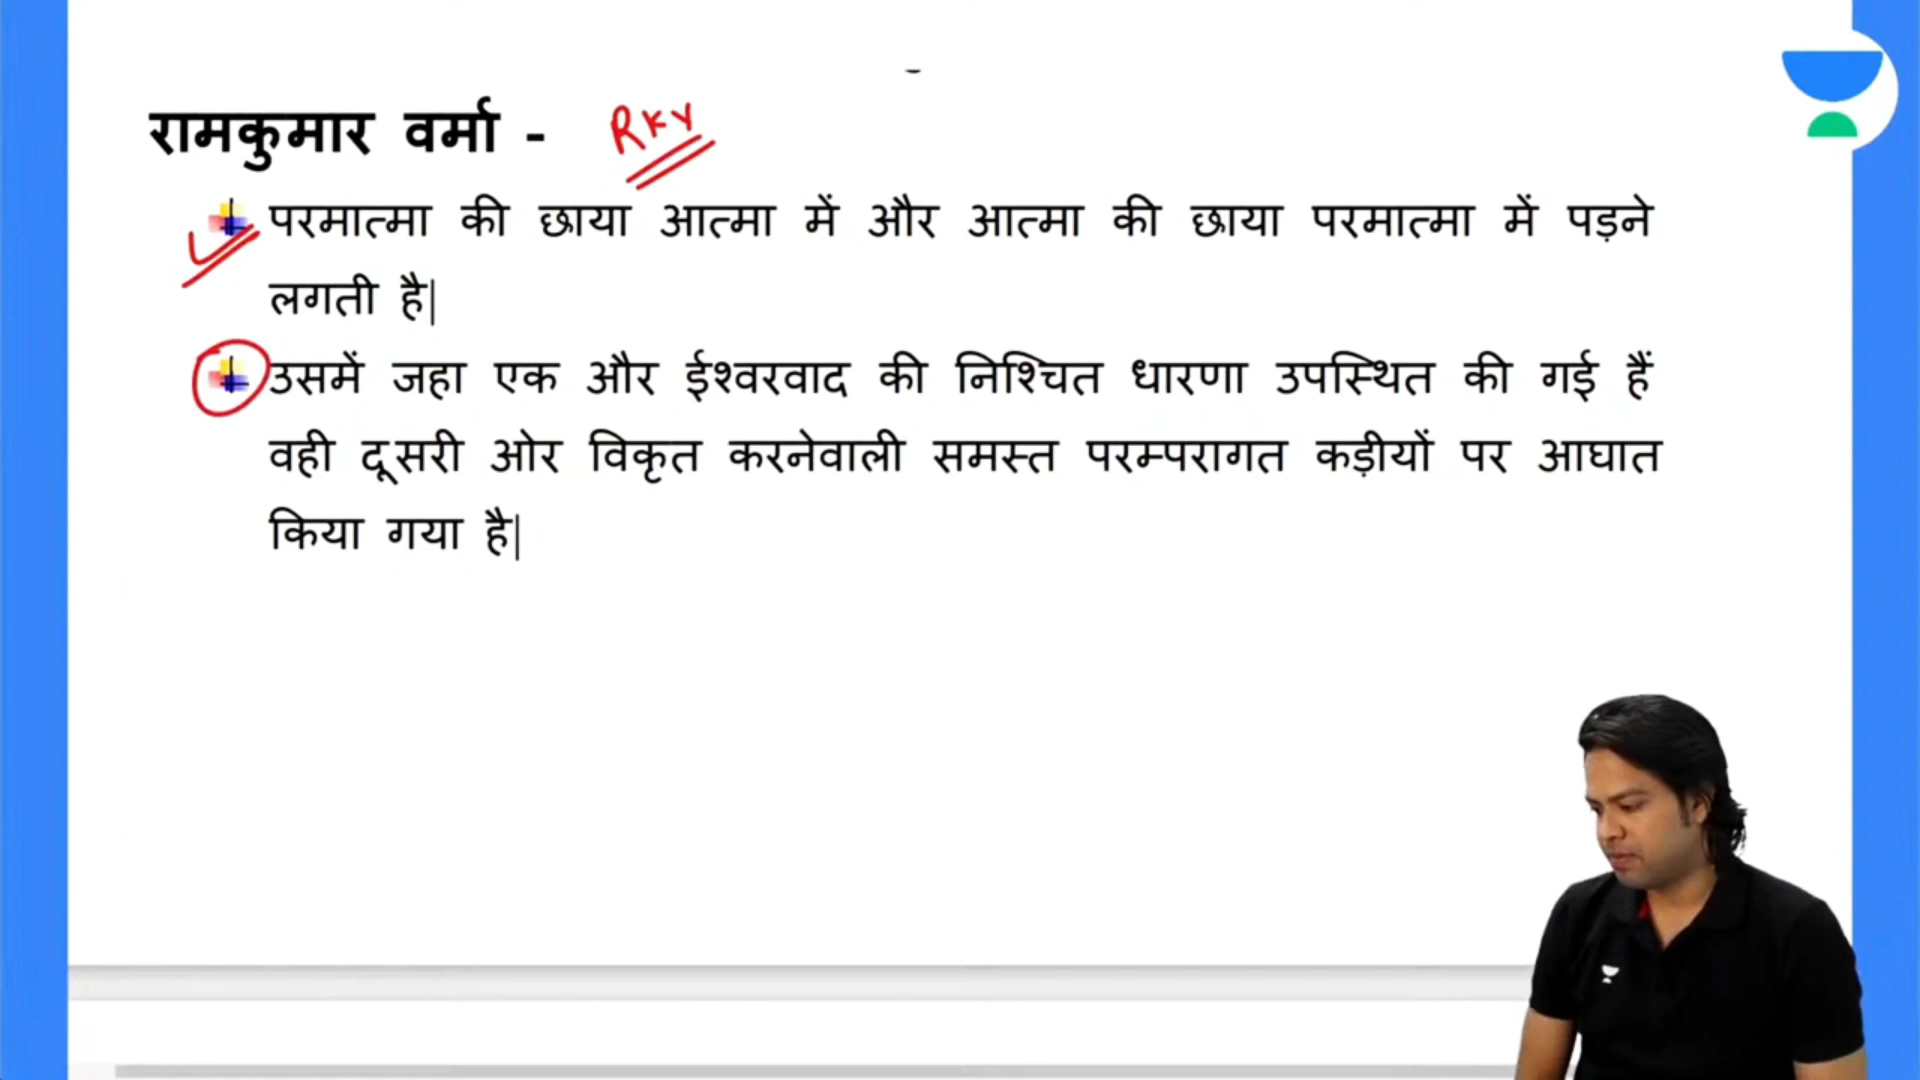 रामकुमार वर्मा - RKV
परमात्मा की छाया आत्मा में और आत्मा की छाया परमात्मा में पड़ने
लगती है|
उसमें जहा एक और ईश्वरवाद की निश्चित धारणा उपस्थित की गई हैं
वही दूसरी ओर विकृत करनेवाली समस्त परम्परागत कड़ीयों पर आघात
किया गया है|